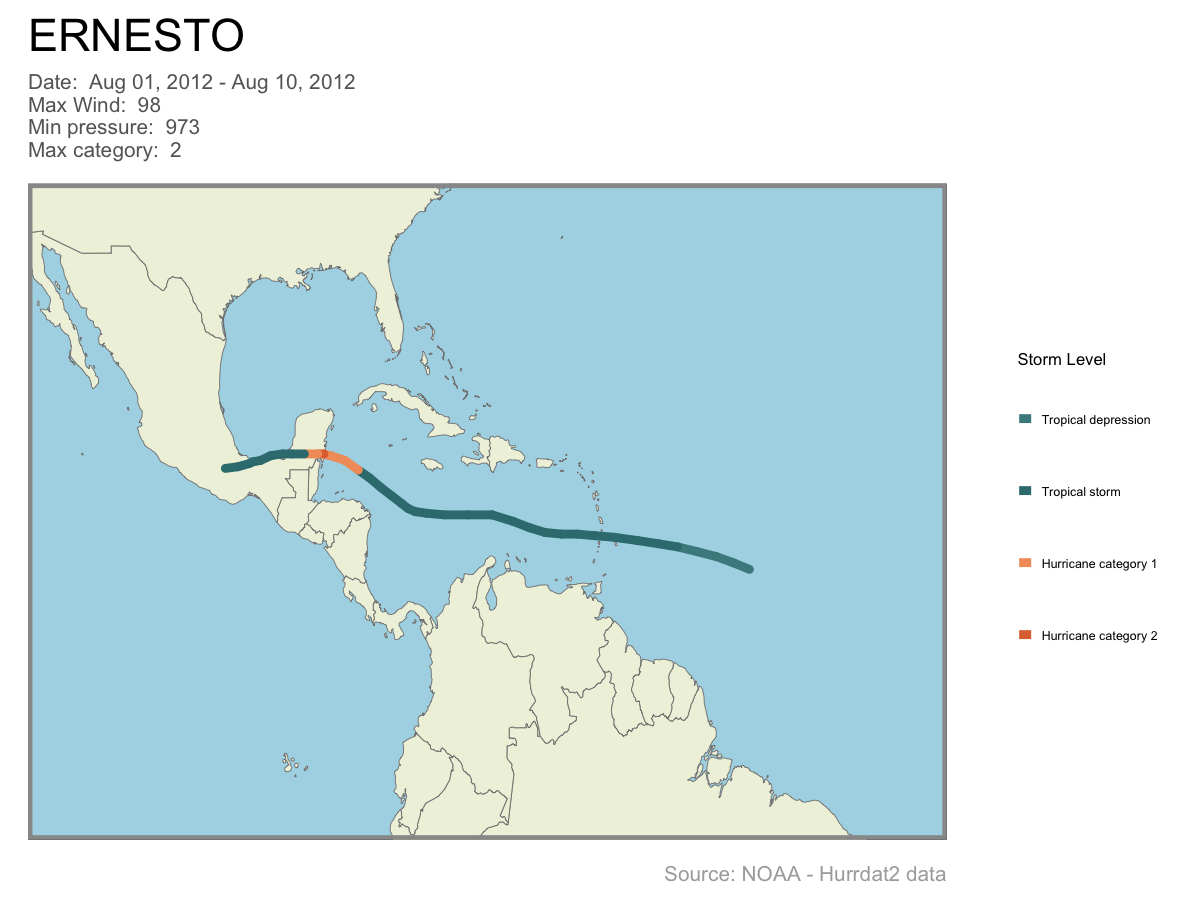 ERNESTO
Date:  Aug 01, 2012 - Aug 10, 2012
Max Wind:  98
Min pressure:  973
Max category:  2
Storm Level
Tropical depression
Tropical storm
Hurricane category 1
Hurricane category 2
Source: NOAA - Hurrdat2 data